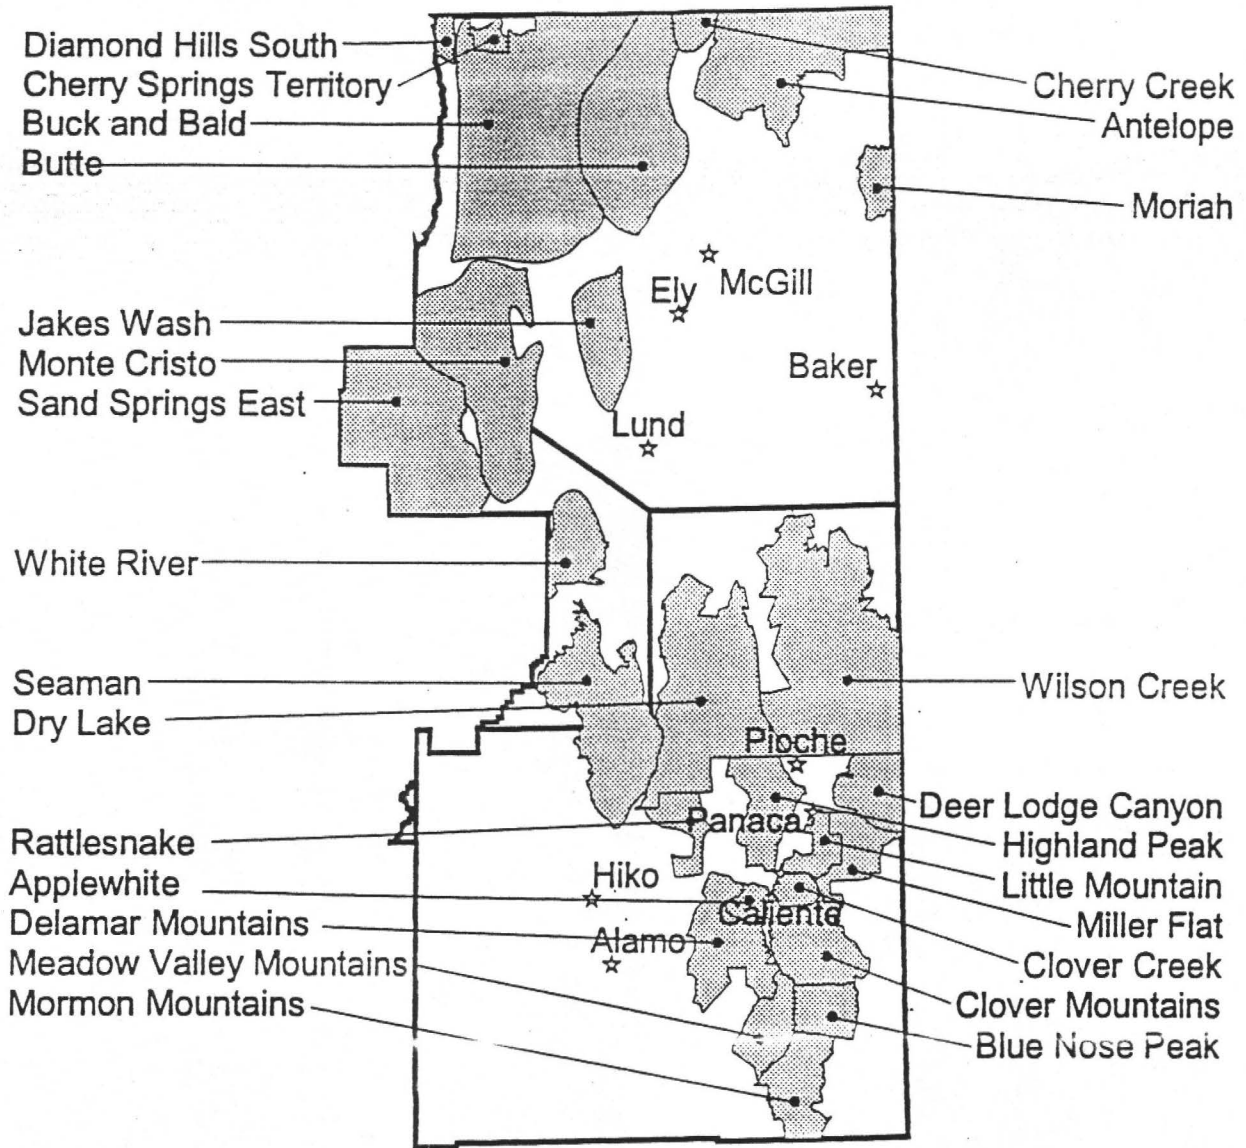 Diamond Hills South
Cherry Springs Territory
Buck and Bald
Butte
Cherry Creek
Antelope
Moriah
McGill
Ely
Jakes Wash
Monte Cristo
Sand Springs East
Baker
Lund
White River
Seaman
Dry Lake
Wilson Creek
Pioche
Deer Lodge Canyon
Panaca
Highland Peak
Rattlesnake
Hiko
Little Mountain
Applewhite
Caliente
Miller Flat
Delamar Mountains
Alamo
Clover Creek
Meadow Valley Mountains
Clover Mountains
Mormon Mountains
Blue Nose Peak